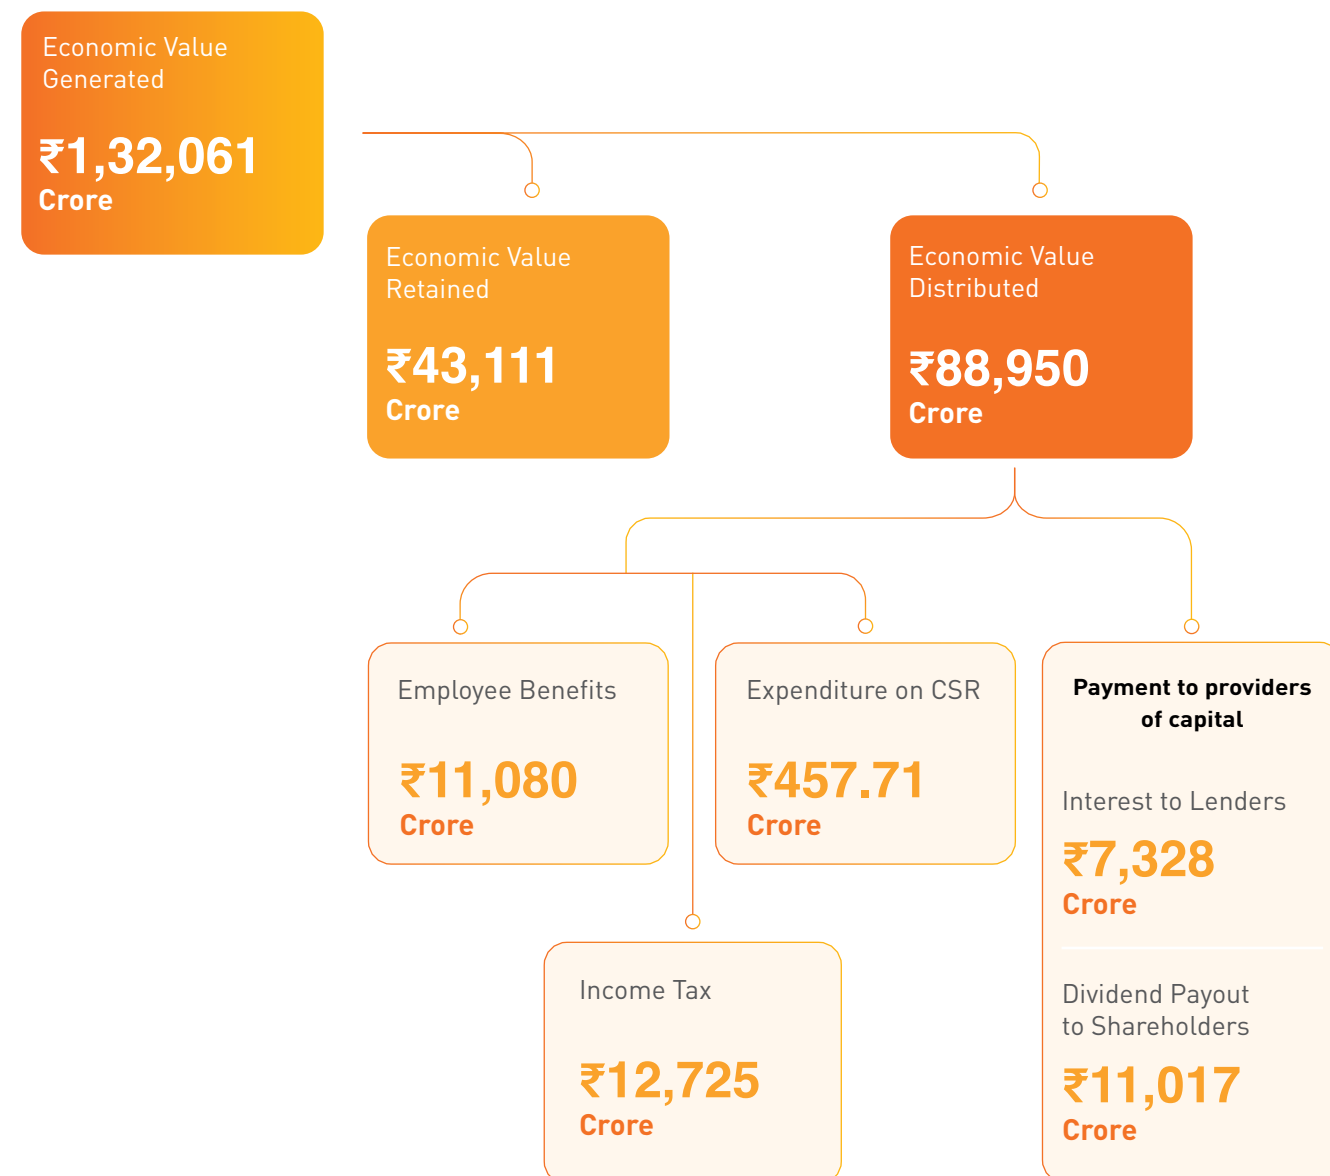 Economic Value
Generated
₹1,32,061
Crore
Economic Value
Retained
₹43,111
Crore
Economic Value
Distributed
₹88,950
Crore
Employee Benefits
₹11,080
Crore
Expenditure on CSR
₹457.71
Crore
Payment to providers
of capital
Interest to Lenders
₹7,328
Crore
Dividend Payout
to Shareholders
₹11,017
Crore
Income Tax
₹12,725
Crore